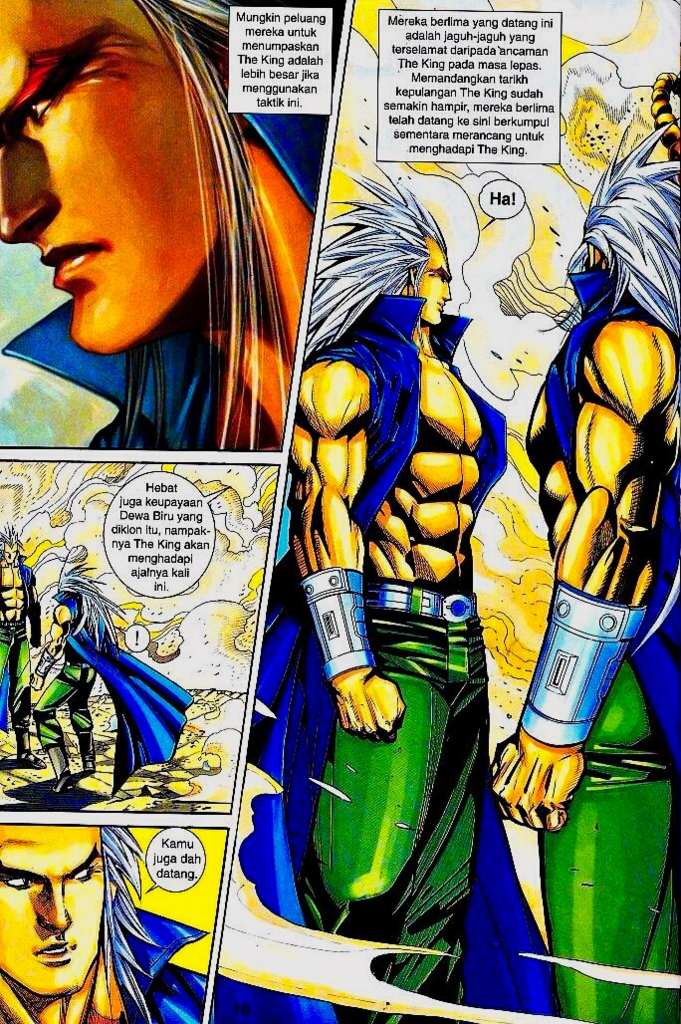 Mungkin peluang
mereka untuk
menumpaskan
The King adalah
lebih besar jika
menggunakan
taktik ini.
Mereka berlima yang datang ini
adalah jaguh-jaguh yang
terselamat daripada ancaman
The King pada masa lepas.
Memandangkan tarikh
kepulangan The King sudah
semakin hampir, mereka berlima
telah datang ke sini berkumpul
sementara merancang untuk
menghadapi The King.
Ha!
Hebat
juga keupayaan
Dewa Biru yang
diklon itu, nampak-
nya The King akan
menghadapi
ajalnya kali
ini.
!
Kamu
juga dah
datang.